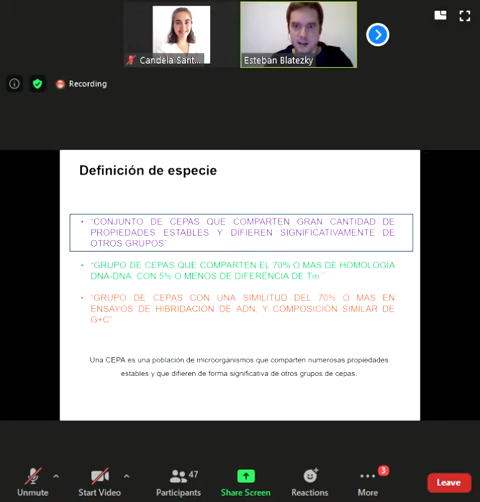 Candela Sant...
Esteban Blatezky
Recording
Definición de especie
• “CONJUNTO DE CEPAS QUE COMPARTEN GRAN CANTIDAD DE
PROPIEDADES ESTABLES Y DIFIEREN SIGNIFICATIVAMENTE DE
OTROS GRUPOS”
• “GRUPO DE CEPAS QUE COMPARTEN EL 70% O MAS DE HOMOLOGÍA
DNA-DNA, CON 5% O MENOS DE DIFERENCIA DE Tm ”
• “GRUPO DE CEPAS CON UNA SIMILITUD DEL 70% O MAS EN
ENSAYOS DE HIBRIDACIÓN DE ADN, Y COMPOSICIÓN SIMILAR DE
G+C”
Una CEPA es una población de microorganismos que comparten numerosas propiedades
estables y que difieren de forma significativa de otros grupos de cepas.
47
3
Unmute
Start Video
Participants
Share Screen
Reactions
More
Leave